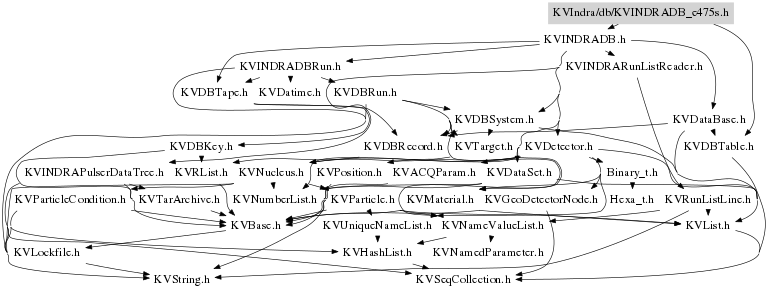 KVIndra/db/KVINDRADB_e475s.h
KVINDRADB.h
KVINDRADBRun.h
KVINDRARunListReader.h
KVDBTape.h
KVDatime.h
KVDBRun.h
KVDBSystem.h
KVDataBase.h
KVDBKey.h
KVDBRecord.h
KVTarget.h
KVDetector.h
KVDBTable.h
KVINDRAPulserDataTree.h
KVRList.h
KVNucleus.h
KVPosition.h
KVACQParam.h
KVDataSet.h
Binary_t.h
KVParticleCondition.h
KVTarArchive.h
KVNumberList.h
KVParticle.h
KVMaterial.h
KVGeoDetectorNode.h
Hexa_t.h
KVRunListLine.h
KVBase.h
KVUniqueNameList.h
KVNameValueList.h
KVList.h
KVLockfile.h
KVHashList.h
KVNamedParameter.h
KVString.h
KVSeqCollection.h